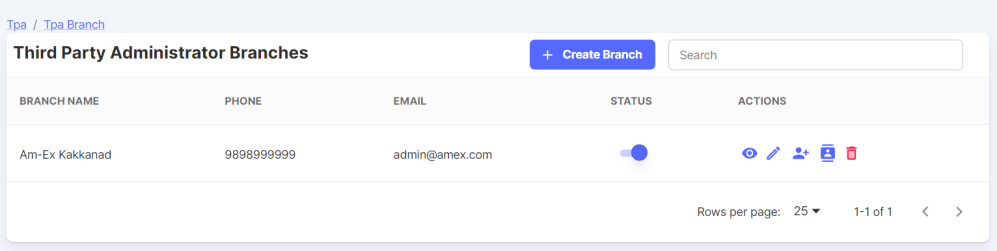 Tpa / Tpa Branch
Third Party Administrator Branches
+ Create Branch
Search
BRANCH NAME PHONE EMAIL STATUS ACTIONS
Am-Ex Kakkanad 9898999999 admin@amex.com
Rows per page: 25 1-1 of 1